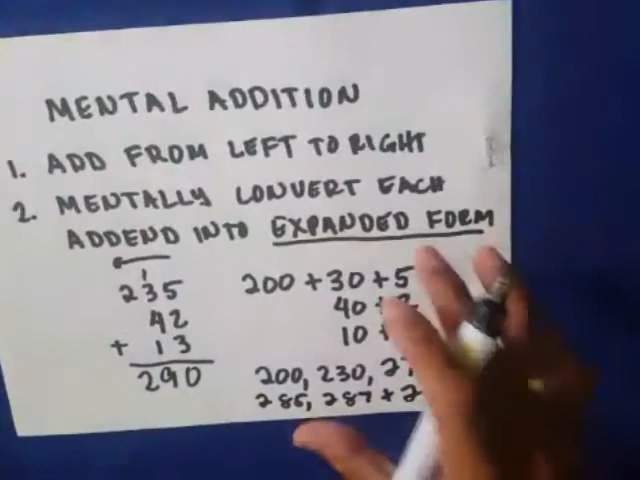 MENTAL ADDITION
1. ADD FROM LEFT TO RIGHT
2. MENTALLY CONVERT EACH
ADDEND INTO EXPANDED FORM
1
235 200 + 30 + 5
42 40 +
+ 13 10 +
290 200, 230,
285, 287 +